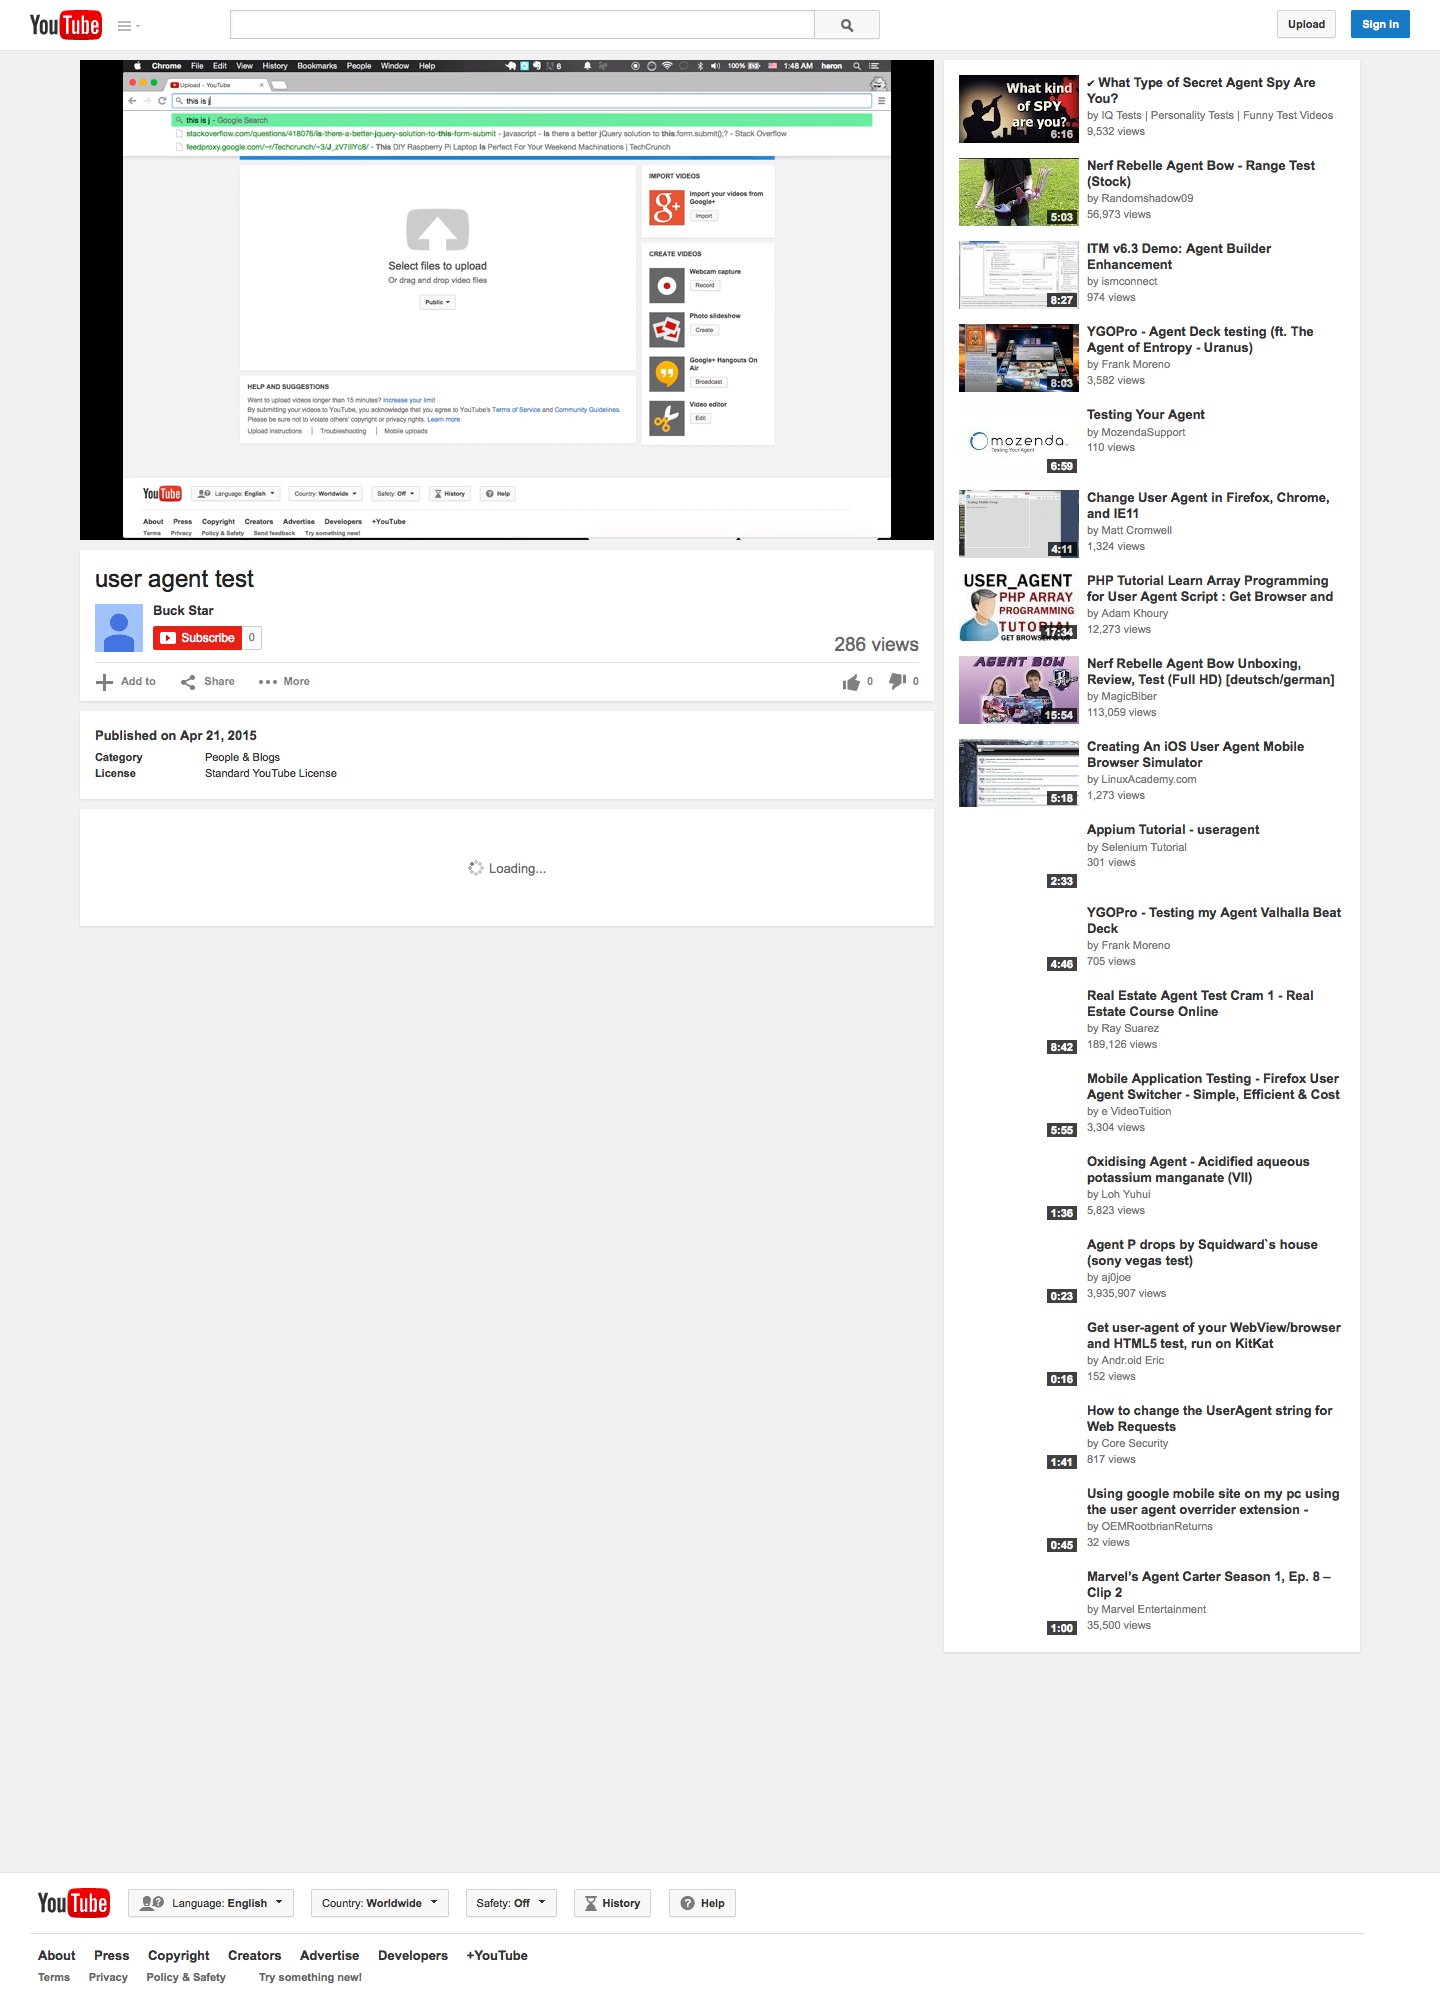 YouTube
Upload
Sign in
Chrome File Edit View History Bookmarks People Window Help
6
100%
1:48 AM heron
Upload - YouTube
this is j
this is j - Google Search
stackoverflow.com/questions/418076/is-there-a-better-jquery-solution-to-this-form-submit - javascript - Is there a better jQuery solution to this.form.submit();? - Stack Overflow
feedproxy.google.com/~r/Techcrunch/~3/J_zV7iIIYc8/ - This DIY Raspberry Pi Laptop Is Perfect For Your Weekend Machinations | TechCrunch
Select files to upload
Or drag and drop video files
Public
IMPORT VIDEOS
Import your videos from
Google+
Import
CREATE VIDEOS
Webcam capture
Record
Photo slideshow
Create
Google+ Hangouts On
Air
Broadcast
Video editor
Edit
HELP AND SUGGESTIONS
Want to upload videos longer than 15 minutes? Increase your limit
By submitting your videos to YouTube, you acknowledge that you agree to YouTube's Terms of Service and Community Guidelines.
Please be sure not to violate others' copyright or privacy rights. Learn more
Upload instructions | Troubleshooting | Mobile uploads
YouTube
Language: English
Country: Worldwide
Safety: Off
History
Help
About Press Copyright Creators Advertise Developers +YouTube
Terms Privacy Policy & Safety Send feedback Try something new!
user agent test
Buck Star
Subscribe 0
286 views
Add to
Share
More
0
0
Published on Apr 21, 2015
Category People & Blogs
License Standard YouTube License
Loading...
What kind
of SPY
are you?
6:16
✔ What Type of Secret Agent Spy Are
You?
by IQ Tests | Personality Tests | Funny Test Videos
9,532 views
5:03
Nerf Rebelle Agent Bow - Range Test
(Stock)
by Randomshadow09
56,973 views
8:27
ITM v6.3 Demo: Agent Builder
Enhancement
by ismconnect
974 views
8:03
YGOPro - Agent Deck testing (ft. The
Agent of Entropy - Uranus)
by Frank Moreno
3,582 views
mozenda
Testing Your Agent
6:59
Testing Your Agent
by MozendaSupport
110 views
4:11
Change User Agent in Firefox, Chrome,
and IE11
by Matt Cromwell
1,324 views
USER_AGENT
PHP ARRAY
PROGRAMMING
TUTORIAL
GET BROWSER & OS
17:34
PHP Tutorial Learn Array Programming
for User Agent Script : Get Browser and
by Adam Khoury
12,273 views
AGENT BOW
15:54
Nerf Rebelle Agent Bow Unboxing,
Review, Test (Full HD) [deutsch/german]
by MagicBiber
113,059 views
5:18
Creating An iOS User Agent Mobile
Browser Simulator
by LinuxAcademy.com
1,273 views
2:33
Appium Tutorial - useragent
by Selenium Tutorial
301 views
4:46
YGOPro - Testing my Agent Valhalla Beat
Deck
by Frank Moreno
705 views
8:42
Real Estate Agent Test Cram 1 - Real
Estate Course Online
by Ray Suarez
189,126 views
5:55
Mobile Application Testing - Firefox User
Agent Switcher - Simple, Efficient & Cost
by e VideoTuition
3,304 views
1:36
Oxidising Agent - Acidified aqueous
potassium manganate (VII)
by Loh Yuhui
5,823 views
0:23
Agent P drops by Squidward`s house
(sony vegas test)
by aj0joe
3,935,907 views
0:16
Get user-agent of your WebView/browser
and HTML5 test, run on KitKat
by Andr.oid Eric
152 views
1:41
How to change the UserAgent string for
Web Requests
by Core Security
817 views
0:45
Using google mobile site on my pc using
the user agent overrider extension -
by OEMRootbrianReturns
32 views
1:00
Marvel's Agent Carter Season 1, Ep. 8 –
Clip 2
by Marvel Entertainment
35,500 views
YouTube
Language: English
Country: Worldwide
Safety: Off
History
Help
About Press Copyright Creators Advertise Developers +YouTube
Terms Privacy Policy & Safety Try something new!